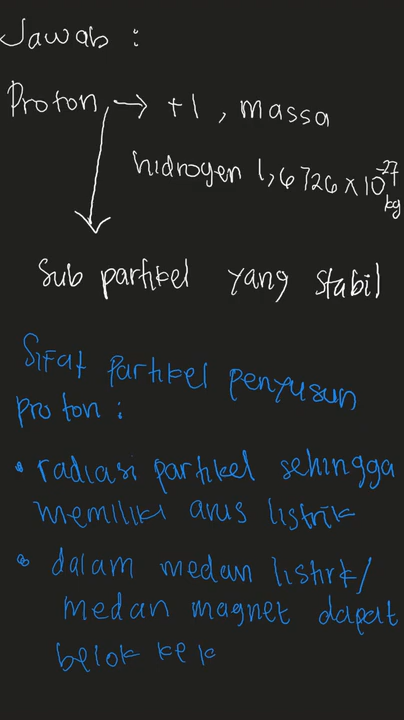 Jawab :
Proton → +1 , massa
hidrogen 1,6726 x 10⁻²⁷ kg
Sub partikel yang stabil
Sifat partikel penyusun
proton :
• radiasi partikel sehingga
memiliki arus listrik
• dalam medan listrk/
medan magnet dapat
belok ke k